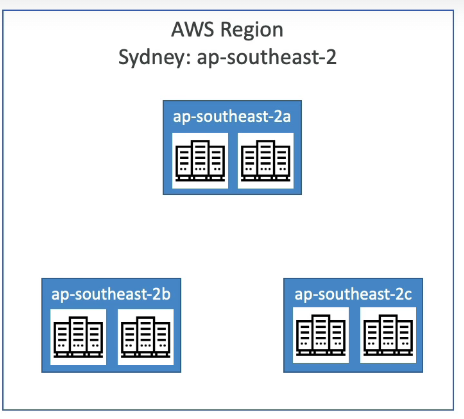 AWS Region
Sydney: ap-southeast-2
ap-southeast-2a
ap-southeast-2b
ap-southeast-2c